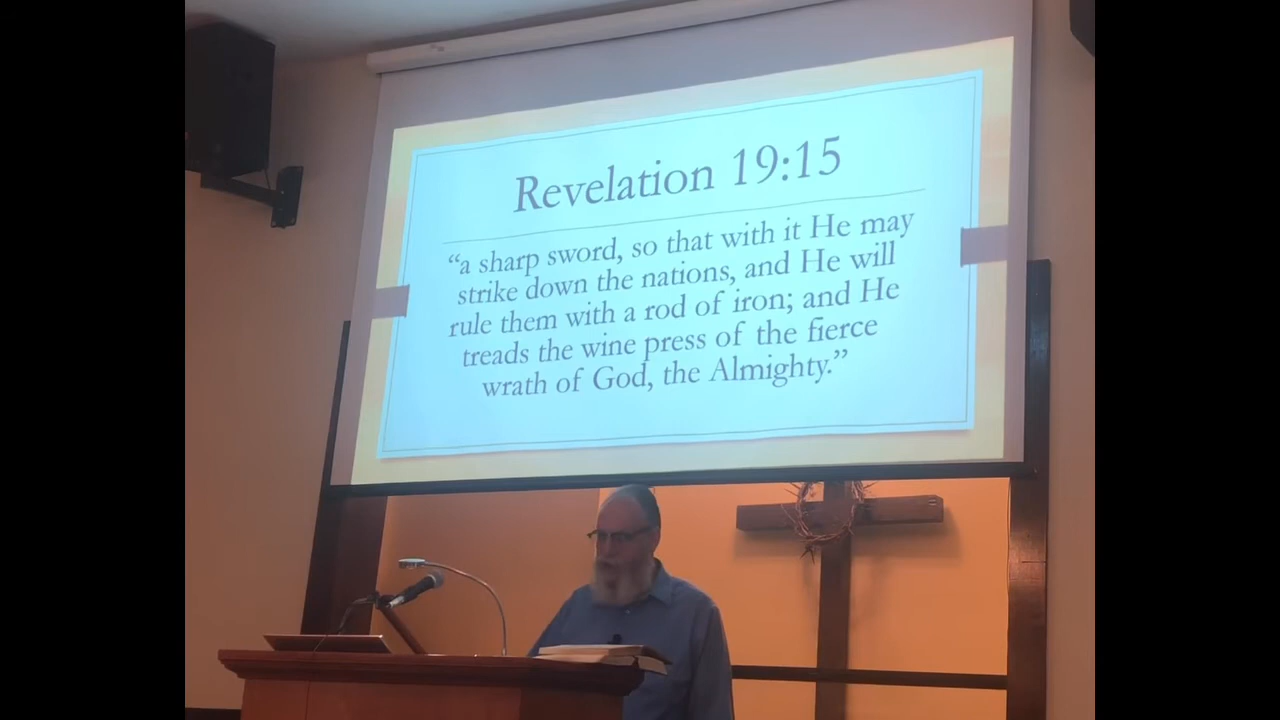 Revelation 19:15
“a sharp sword, so that with it He may
strike down the nations, and He will
rule them with a rod of iron; and He
treads the wine press of the fierce
wrath of God, the Almighty.”